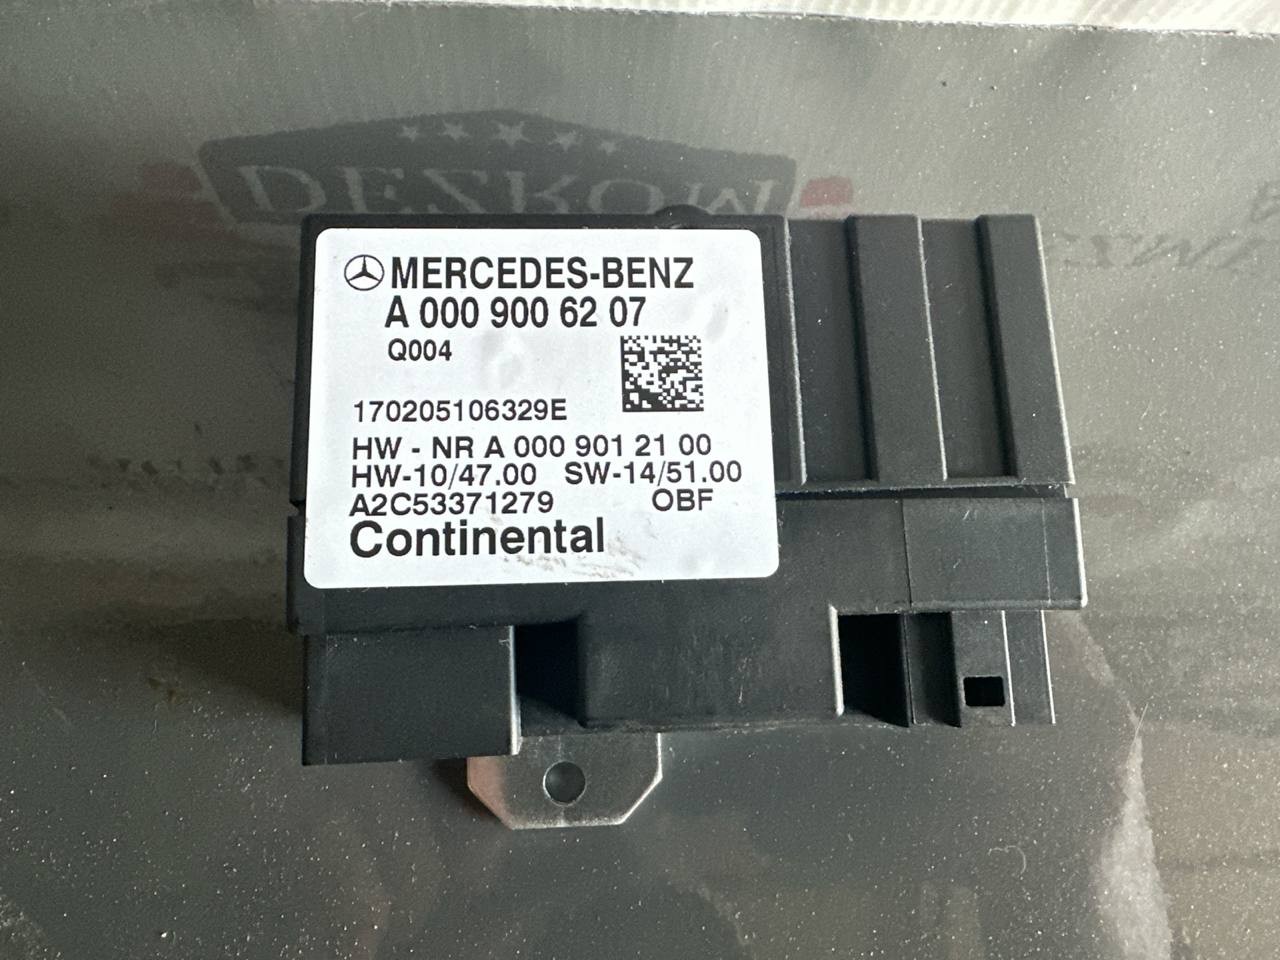 DEZKOM
MERCEDES-BENZ
A 000 900 62 07
Q004
170205106329E
HW - NR A 000 901 21 00
HW-10/47.00 SW-14/51.00
A2C53371279 OBF
Continental